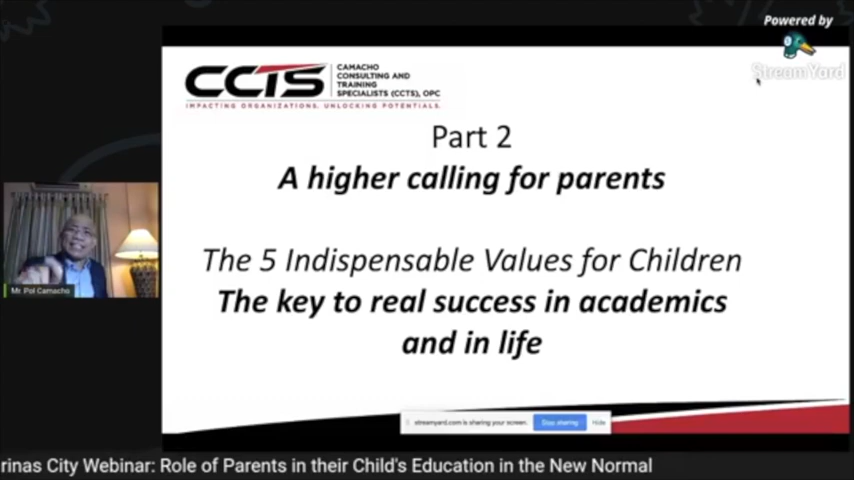 Powered by
StreamYard
CCTS
CAMACHO
CONSULTING AND
TRAINING
SPECIALISTS (CCTS), OPC
IMPACTING ORGANIZATIONS. UNLOCKING POTENTIALS.
Part 2
A higher calling for parents
The 5 Indispensable Values for Children
The key to real success in academics
and in life
Mr. Pol Camacho
streamyard.com is sharing your screen.
Stop sharing
Hide
rinas City Webinar: Role of Parents in their Child's Education in the New Normal